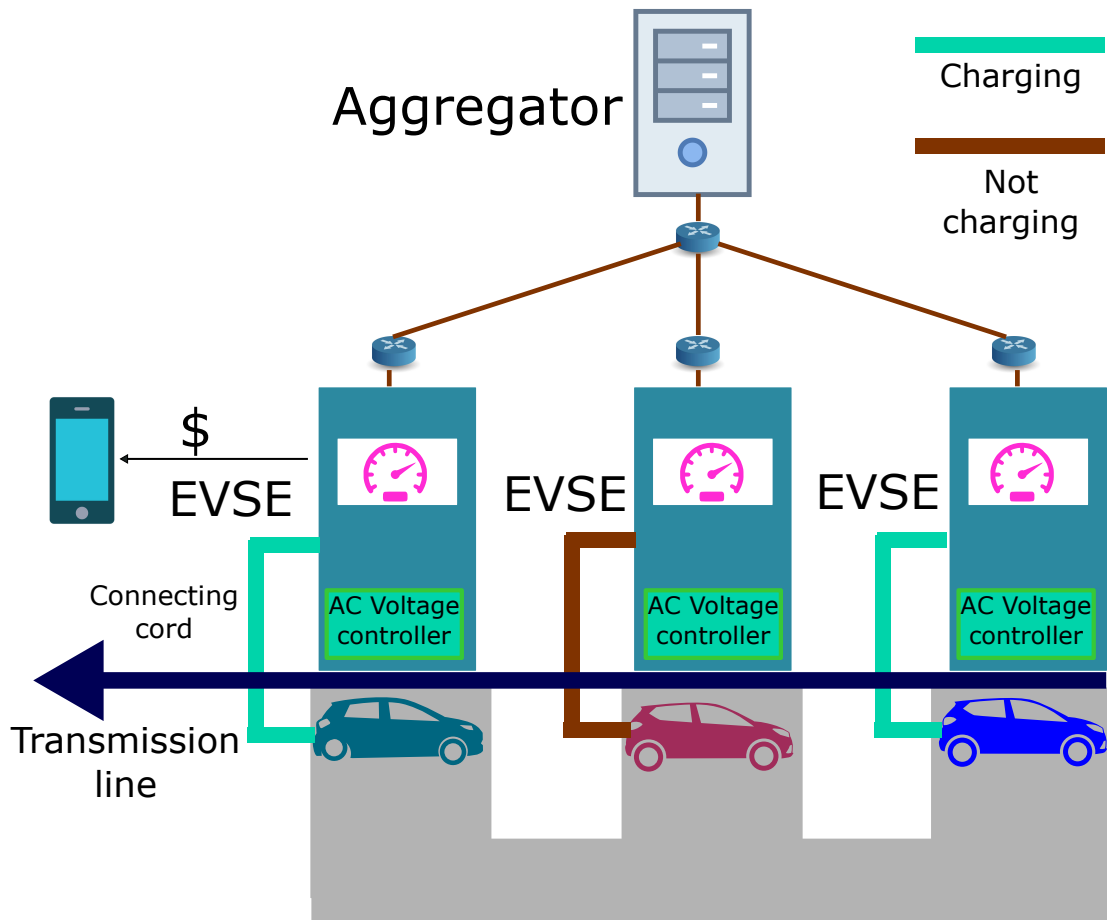 Aggregator
Charging
Not
charging
$
EVSE
EVSE
EVSE
Connecting
cord
AC Voltage
controller
AC Voltage
controller
AC Voltage
controller
Transmission
line